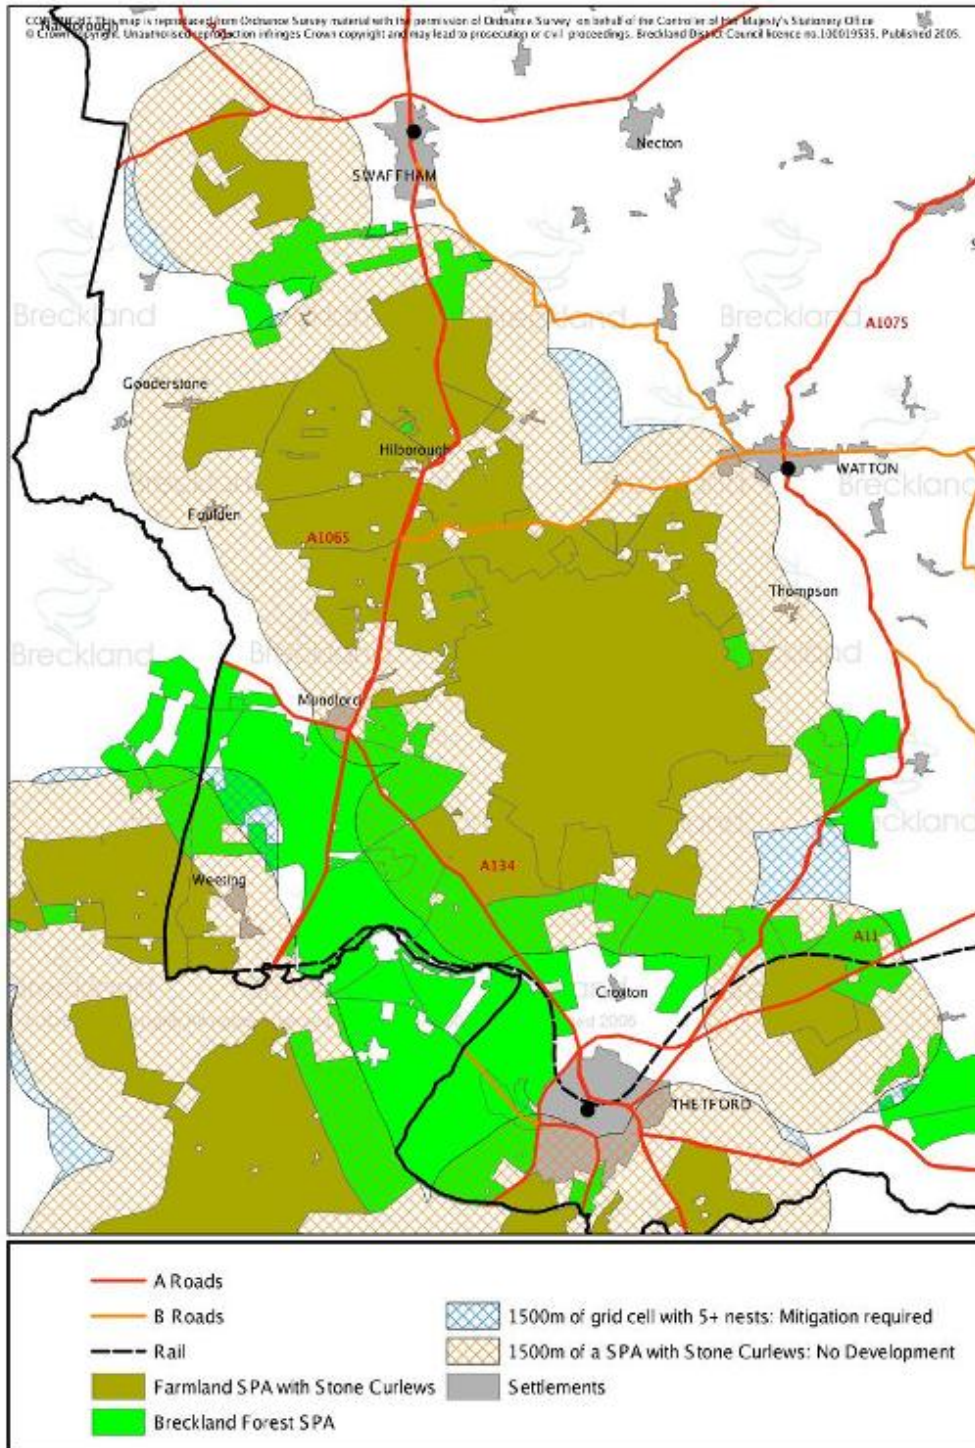 COPYRIGHT This map is reproduced from Ordnance Survey material with the permission of Ordnance Survey on behalf of the Controller of Her Majesty's Stationery Office
© Crown copyright. Unauthorised reproduction infringes Crown copyright and may lead to prosecution or civil proceedings. Breckland District Council licence no.100019535. Published 2005.
Narborough
Necton
SWAFFHAM
Breckland
Breckland
A1075
Gooderstone
Hilborough
WATTON
Breckland
Foulden
A1065
Thompson
Breckland
Mundford
Weeting
A134
A11
Croxton
THETFORD
A Roads
B Roads
Rail
Farmland SPA with Stone Curlews
Breckland Forest SPA
1500m of grid cell with 5+ nests: Mitigation required
1500m of a SPA with Stone Curlews: No Development
Settlements